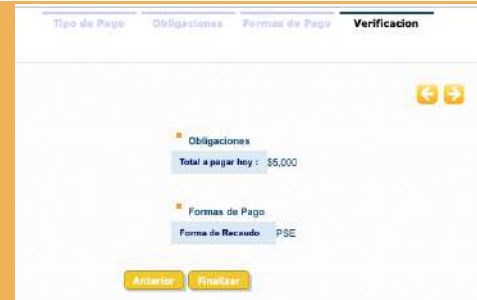 Tipo de Pago Obligaciones Formas de Pago Verificacion
Obligaciones
Total a pagar hoy : $5,000
Formas de Pago
Forma de Recaudo PSE
Anterior Finalizar